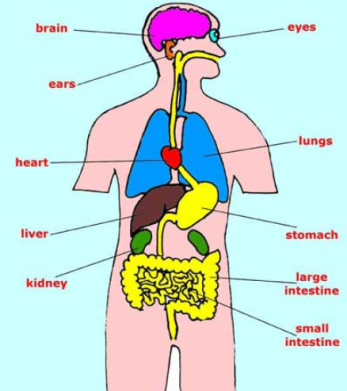 brain
eyes
ears
lungs
heart
liver
stomach
kidney
large
intestine
small
intestine